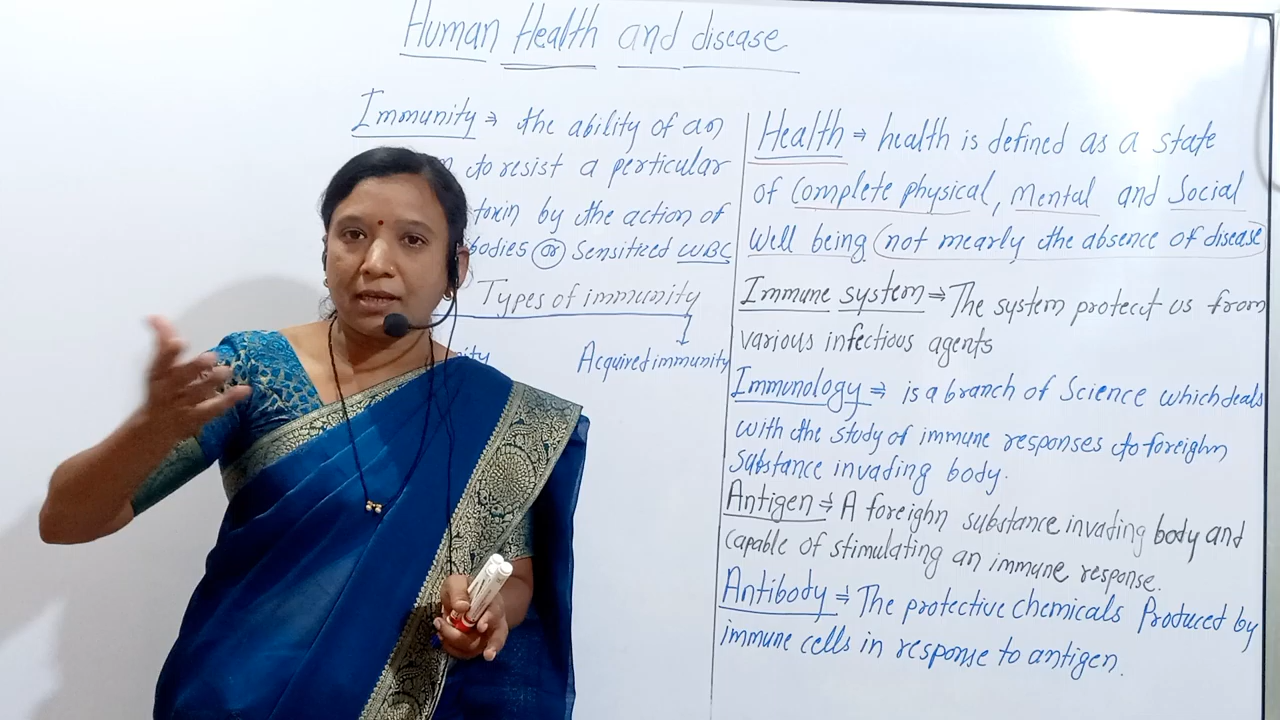 Human Health and disease
Immunity ⇒ the ability of an
to resist a perticular
toxin by the action of
bodies or Sensitized WBC
Types of immunity
nity Acquired immunity
Health ⇒ health is defined as a state
of complete physical, Mental and Social
Well being (not mearly the absence of disease)
Immune system ⇒ The system protect us from
various infectious agents
Immunology ⇒ is a branch of Science which deals
with the study of immune responses to foreighn
substance invading body.
Antigen ⇒ A foreighn substance invading body and
capable of stimulating an immune response.
Antibody ⇒ The protective chemicals Produced by
immune cells in response to antigen.